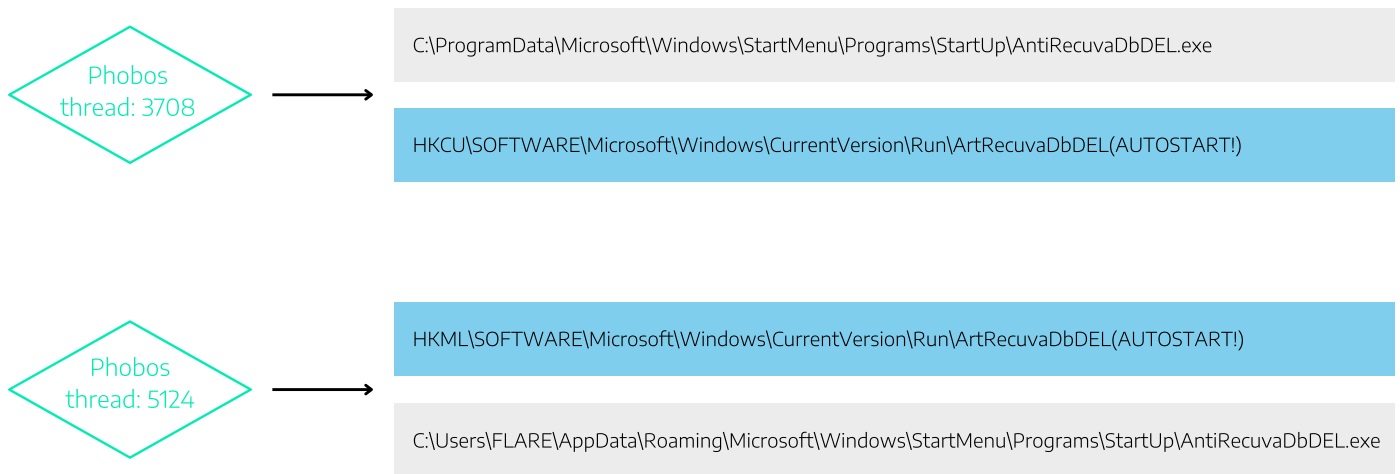 Phobos
thread: 3708
C:\ProgramData\Microsoft\Windows\StartMenu\Programs\StartUp\AntiRecuvaDbDEL.exe
HKCU\SOFTWARE\Microsoft\Windows\CurrentVersion\Run\ArtRecuvaDbDEL(AUTOSTART!)
Phobos
thread: 5124
HKML\SOFTWARE\Microsoft\Windows\CurrentVersion\Run\ArtRecuvaDbDEL(AUTOSTART!)
C:\Users\FLARE\AppData\Roaming\Microsoft\Windows\StartMenu\Programs\StartUp\AntiRecuvaDbDEL.exe